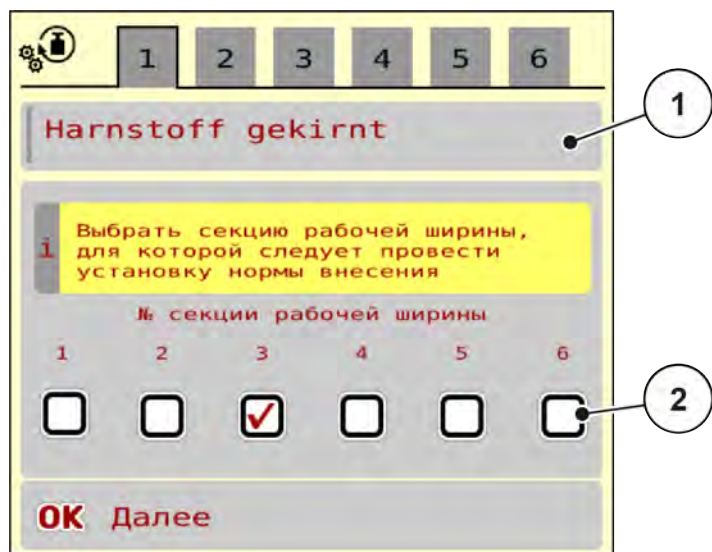 1 2 3 4 5 6
Harnstoff gekirnt
1
i
Выбрать секцию рабочей ширины,
для которой следует провести
установку нормы внесения
№ секции рабочей ширины
1 2 3 4 5 6
2
OK Далее